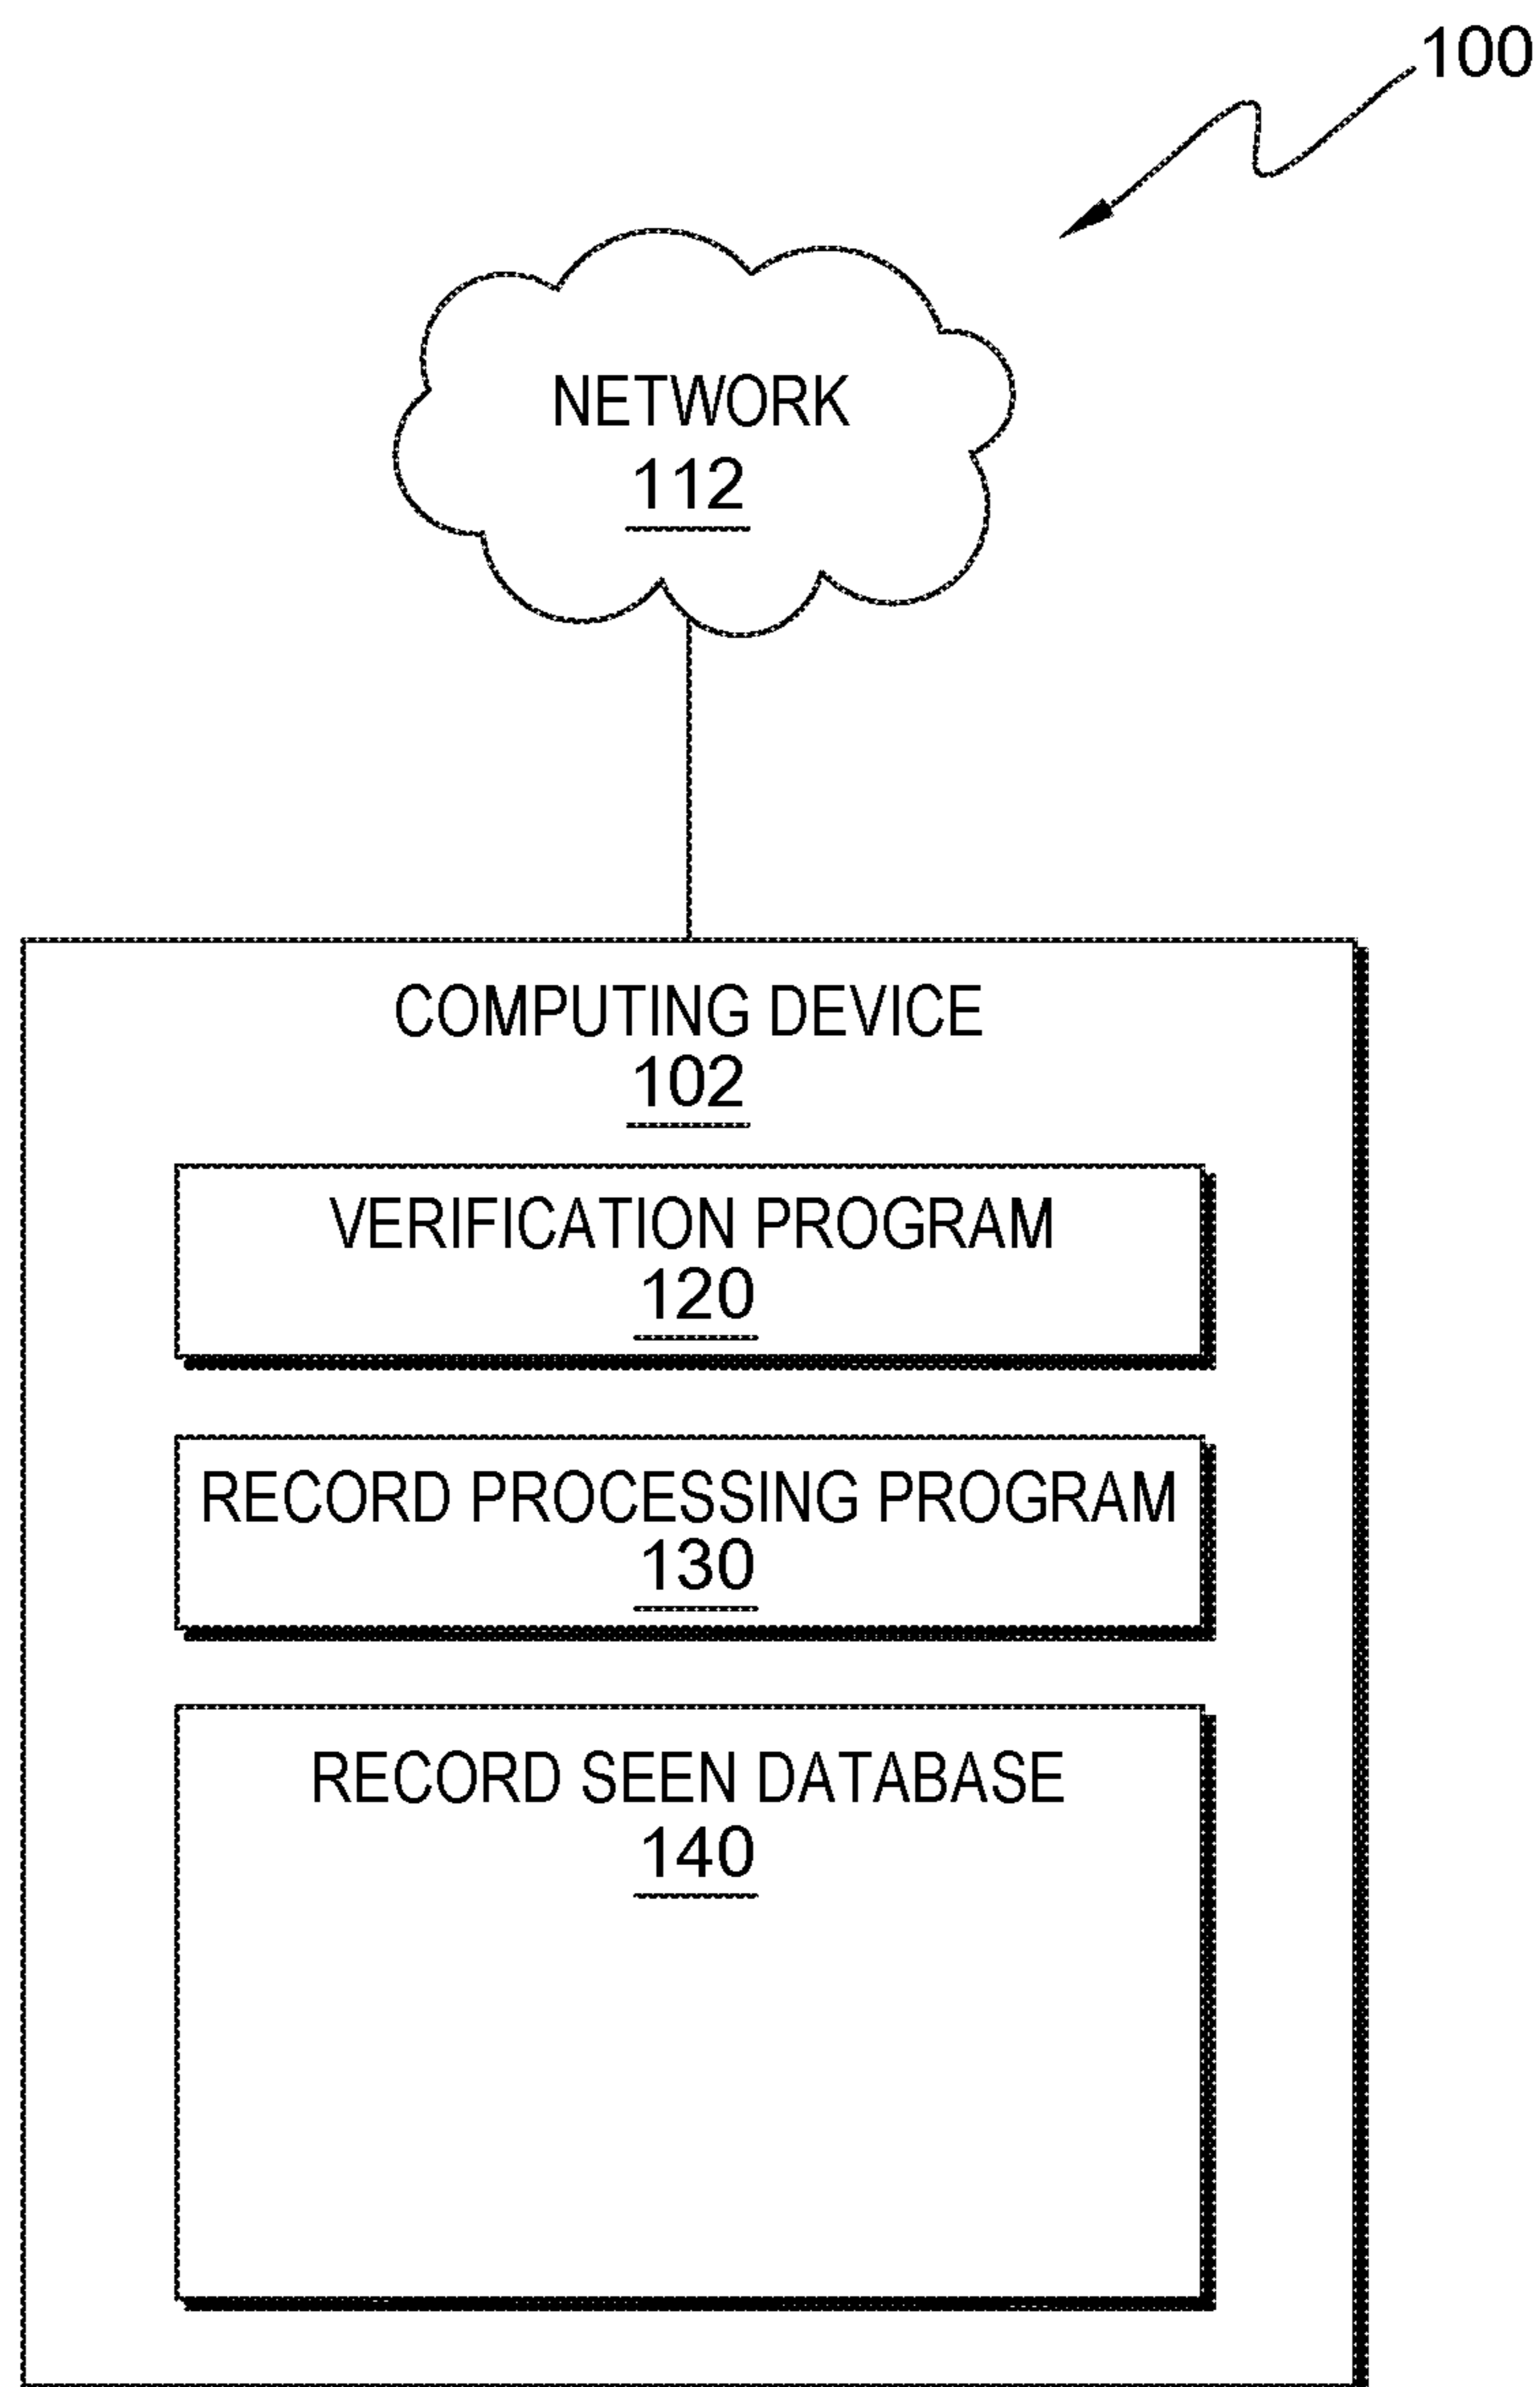 100
NETWORK
112
COMPUTING DEVICE
102
VERIFICATION PROGRAM
120
RECORD PROCESSING PROGRAM
130
RECORD SEEN DATABASE
140